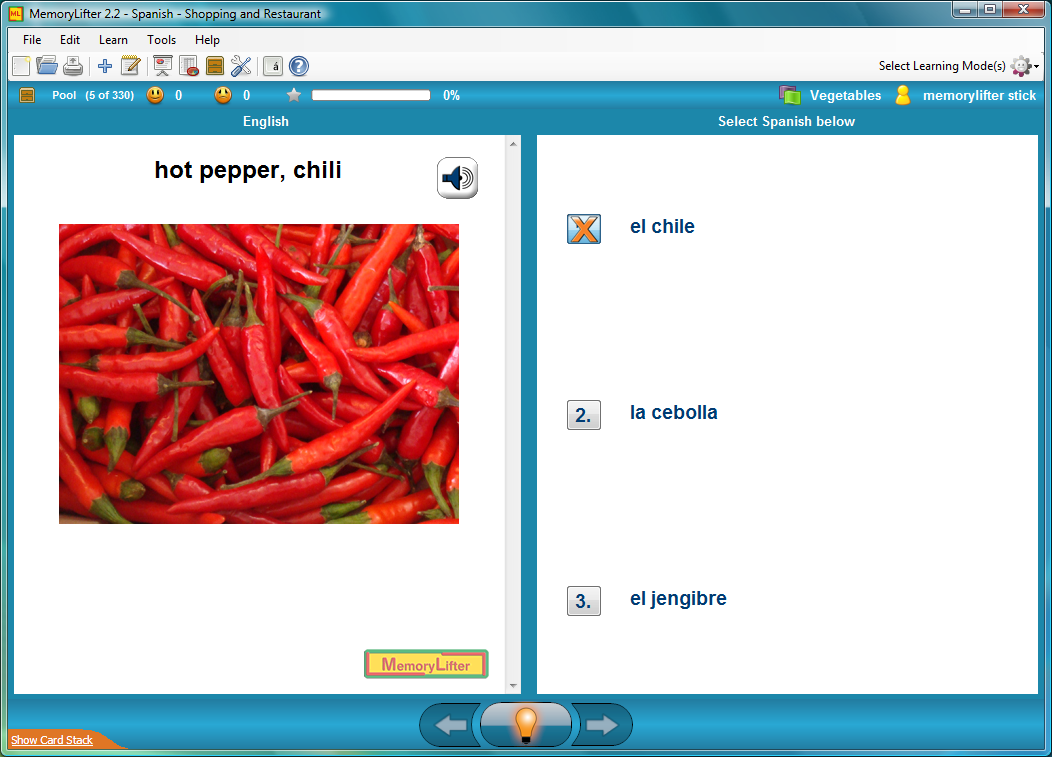 ML MemoryLifter 2.2 - Spanish - Shopping and Restaurant
File Edit Learn Tools Help
á ? Select Learning Mode(s)
Pool (5 of 330) 0 0 0% Vegetables memorylifter stick
English
Select Spanish below
hot pepper, chili
MemoryLifter
X el chile
2. la cebolla
3. el jengibre
Show Card Stack